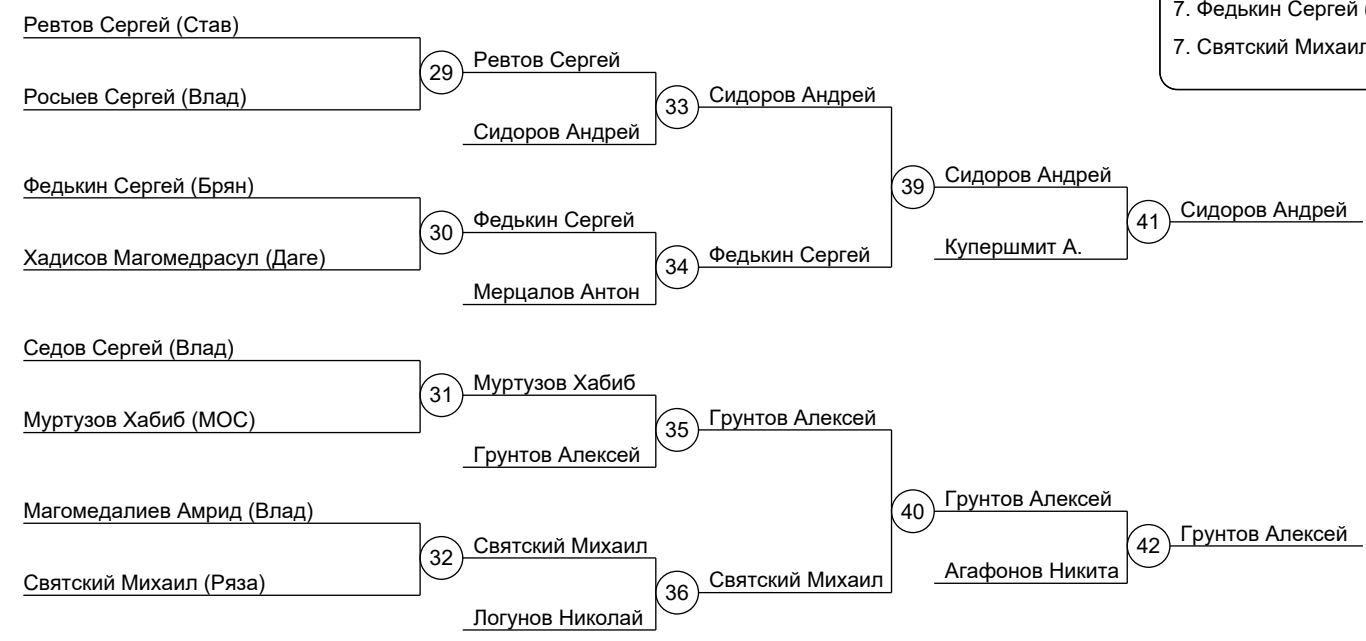 Ревтов Сергей (Став)
29
Росыев Сергей (Влад)
Ревтов Сергей
33
Сидоров Андрей
Федькин Сергей (Брян)
30
Хадисов Магомедрасул (Даге)
Федькин Сергей
34
Мерцалов Антон
Седов Сергей (Влад)
31
Муртузов Хабиб (МОС)
Муртузов Хабиб
35
Грунтов Алексей
Магомедалиев Амрид (Влад)
32
Святский Михаил (Ряза)
Святский Михаил
36
Логунов Николай
Сидоров Андрей
39
Федькин Сергей
Грунтов Алексей
40
Святский Михаил
Сидоров Андрей
41
Купершмит А.
Сидоров Андрей
Грунтов Алексей
42
Агафонов Никита
Грунтов Алексей
7. Федькин Сергей (
7. Святский Михаил